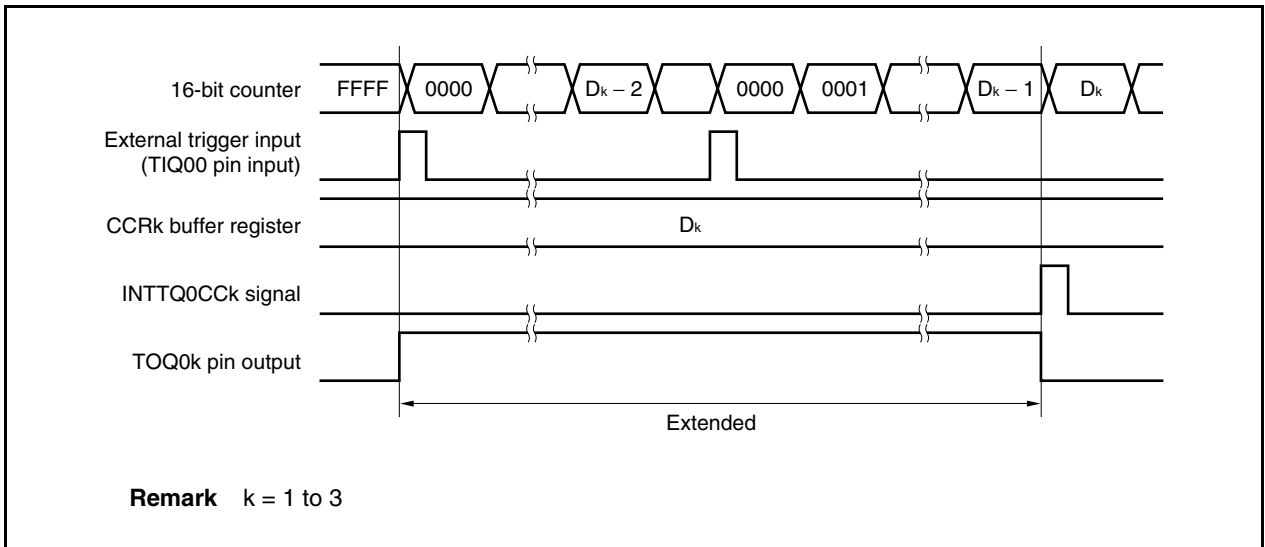 16-bit counter FFFF 0000 Dk − 2 0000 0001 Dk − 1 Dk
External trigger input
(TIQ00 pin input)
CCRk buffer register Dk
INTTQ0CCk signal
TOQ0k pin output
Extended
Remark k = 1 to 3